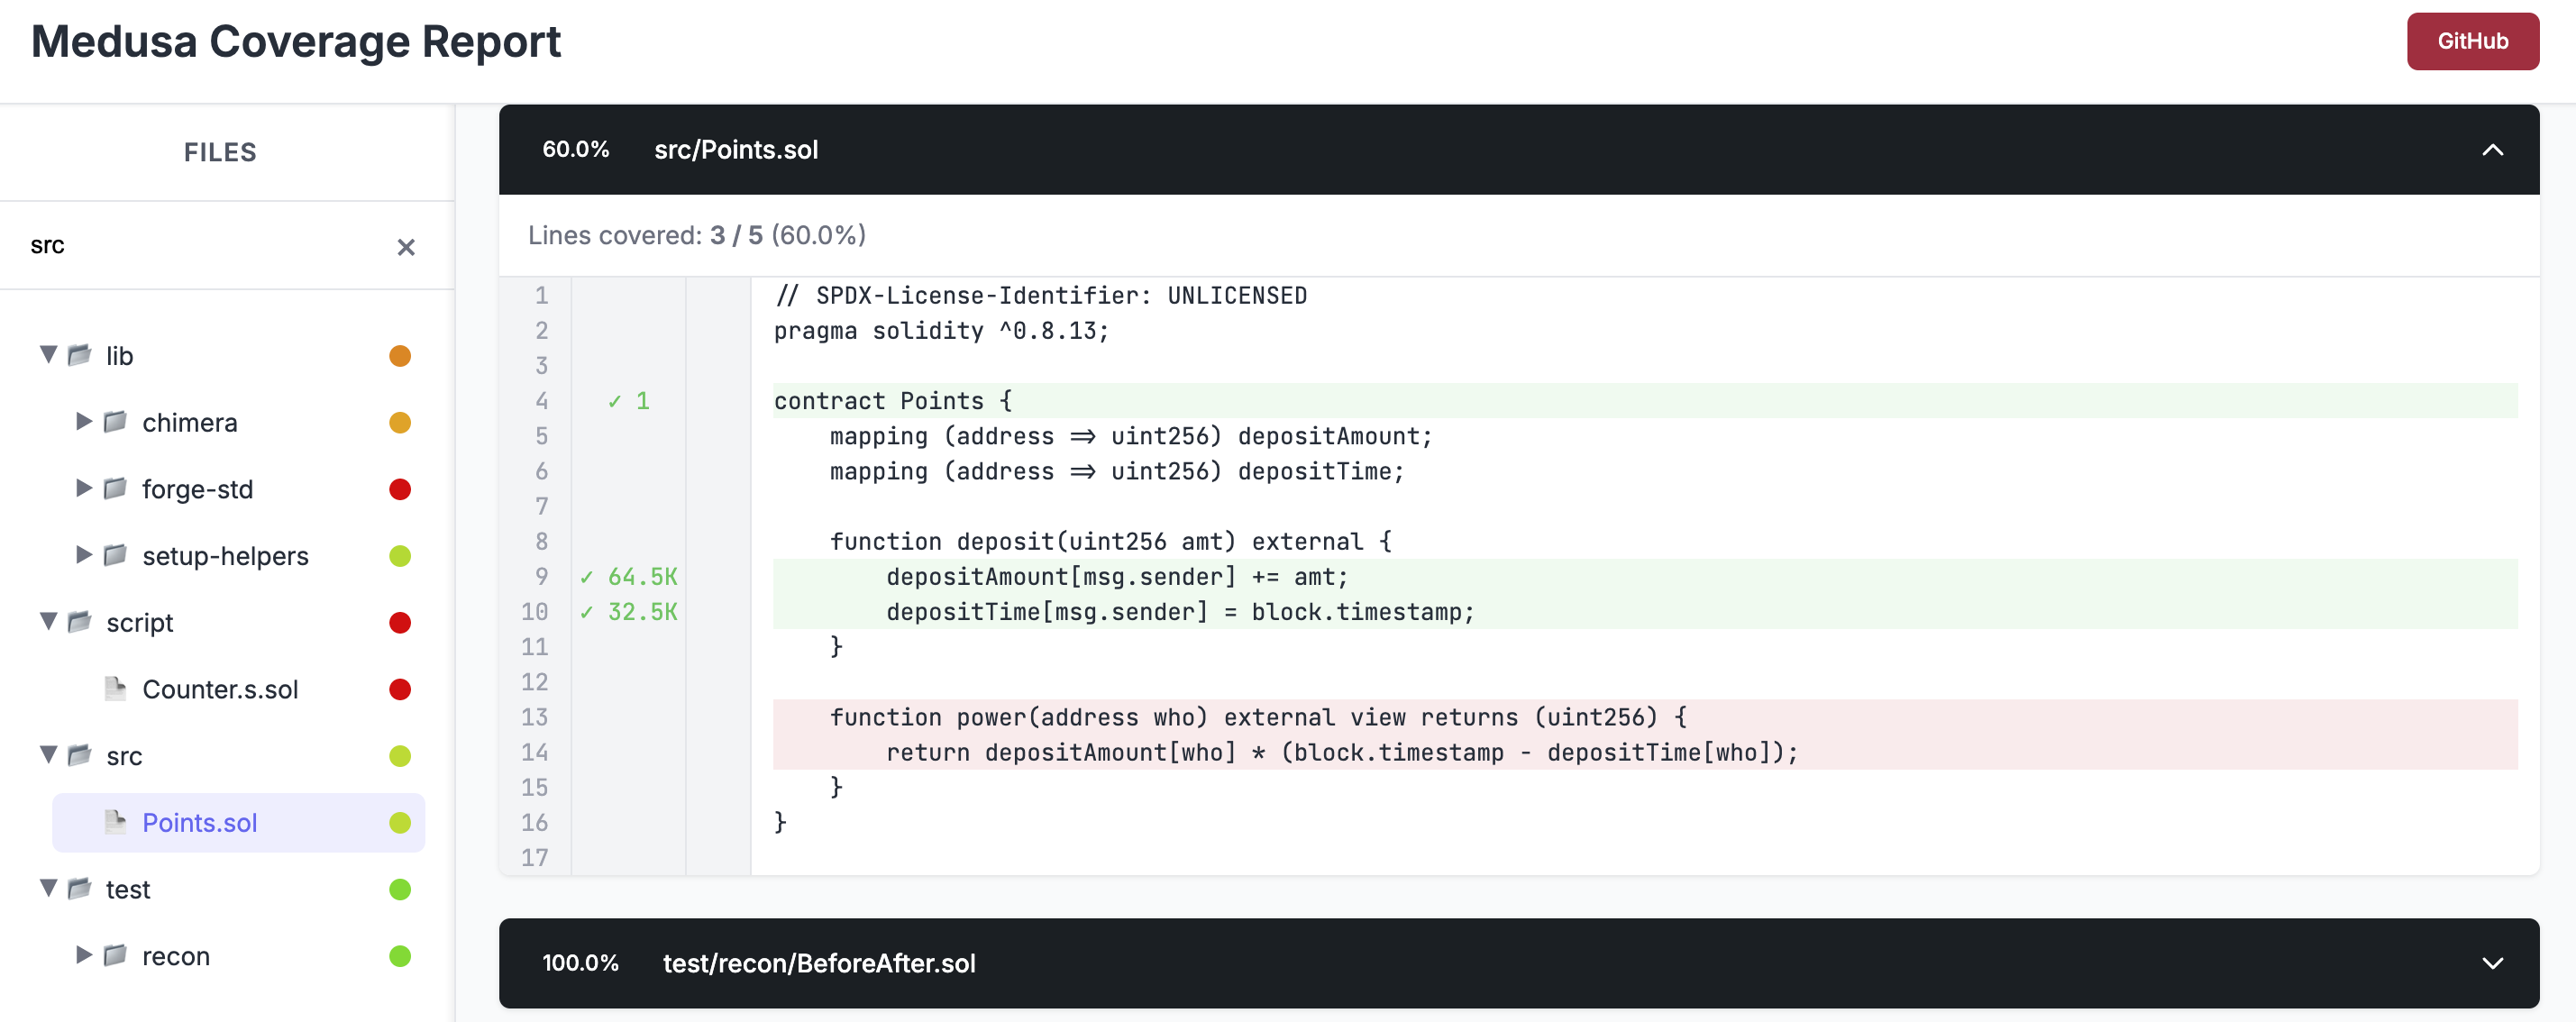 Medusa Coverage Report
GitHub
FILES
src
lib
chimera
forge-std
setup-helpers
script
Counter.s.sol
src
Points.sol
test
recon
60.0% src/Points.sol
Lines covered: 3 / 5 (60.0%)
1 // SPDX-License-Identifier: UNLICENSED
2 pragma solidity ^0.8.13;
3
4 ✓ 1 contract Points {
5 mapping (address => uint256) depositAmount;
6 mapping (address => uint256) depositTime;
7
8 function deposit(uint256 amt) external {
9 ✓ 64.5K depositAmount[msg.sender] += amt;
10 ✓ 32.5K depositTime[msg.sender] = block.timestamp;
11 }
12
13 function power(address who) external view returns (uint256) {
14 return depositAmount[who] * (block.timestamp - depositTime[who]);
15 }
16 }
17
100.0% test/recon/BeforeAfter.sol